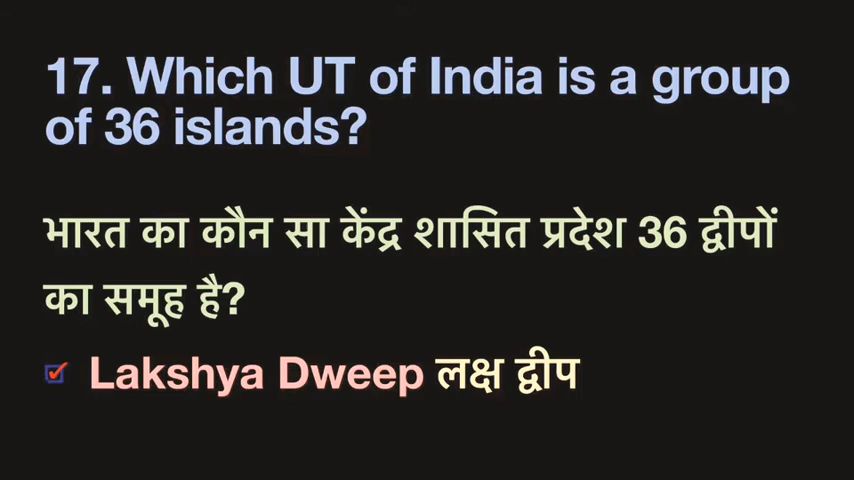 17. Which UT of India is a group
of 36 islands?
भारत का कौन सा केंद्र शासित प्रदेश 36 द्वीपों
का समूह है?
Lakshya Dweep लक्ष द्वीप